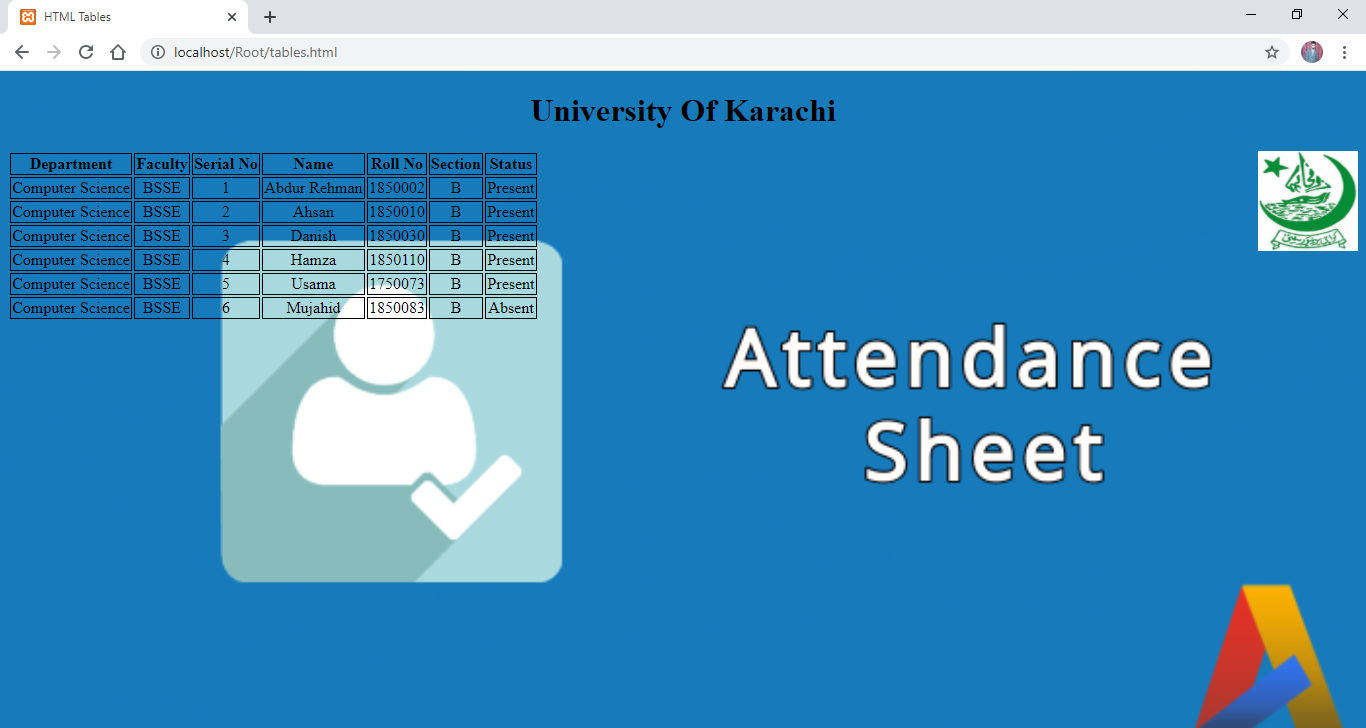 HTML Tables
localhost/Root/tables.html
University Of Karachi
Department Faculty Serial No Name Roll No Section Status
Computer Science BSSE 1 Abdur Rehman 1850002 B Present
Computer Science BSSE 2 Ahsan 1850010 B Present
Computer Science BSSE 3 Danish 1850030 B Present
Computer Science BSSE 4 Hamza 1850110 B Present
Computer Science BSSE 5 Usama 1750073 B Present
Computer Science BSSE 6 Mujahid 1850083 B Absent
Attendance
Sheet